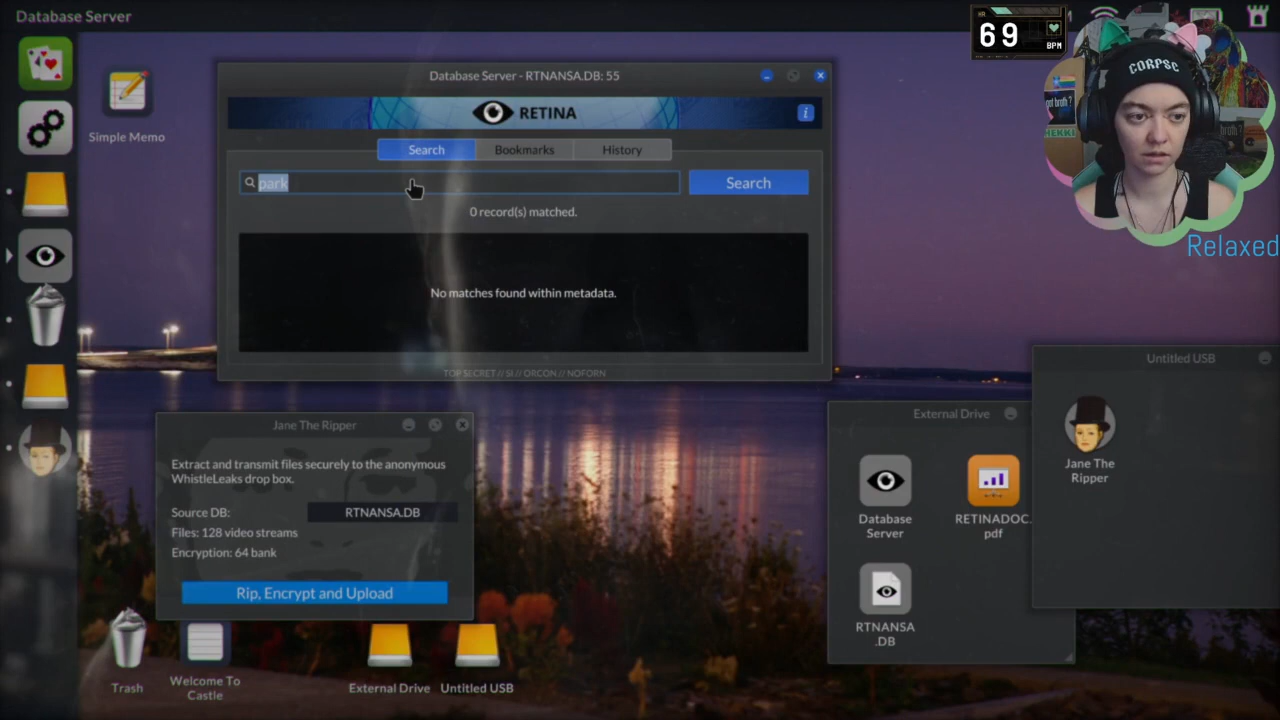 Database Server
Simple Memo
Database Server - RTNANSA.DB: 55
RETINA
i
Search
Bookmarks
History
park
Search
0 record(s) matched.
No matches found within metadata.
TOP SECRET // SI // ORCON // NOFORN
HR
69
BPM
CORPSE
got broth ?
HEKKI
Relaxed
Jane The Ripper
Extract and transmit files securely to the anonymous
WhistleLeaks drop box.
Source DB:
RTNANSA.DB
Files: 128 video streams
Encryption: 64 bank
Rip, Encrypt and Upload
External Drive
Database
Server
RETINADOC.
pdf
RTNANSA
.DB
Untitled USB
Jane The
Ripper
Trash
Welcome To
Castle
External Drive
Untitled USB